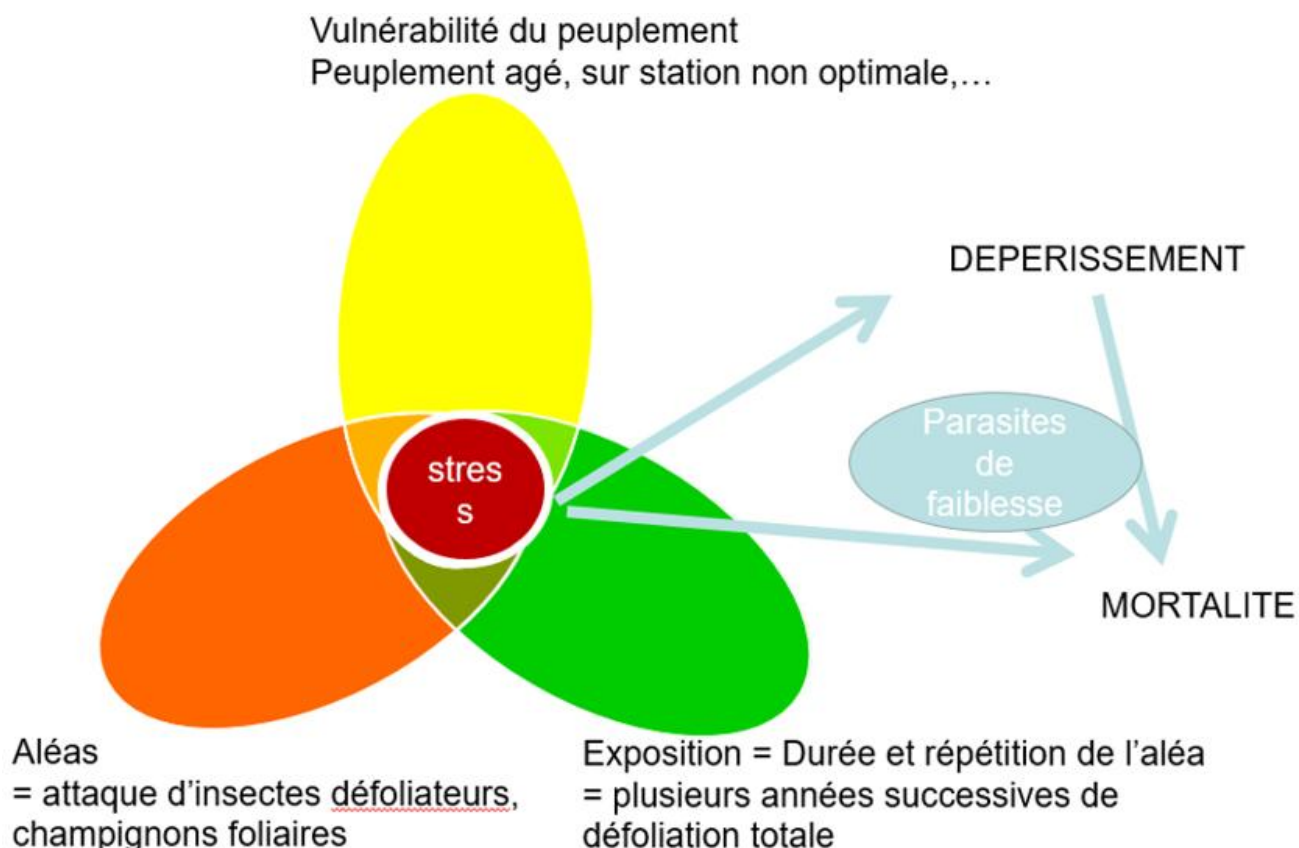 Vulnérabilité du peuplement
Peuplement agé, sur station non optimale,…
DEPERISSEMENT
Parasites
de
faiblesse
stres
s
MORTALITE
Aléas
= attaque d’insectes défoliateurs,
champignons foliaires
Exposition = Durée et répétition de l’aléa
= plusieurs années successives de
défoliation totale